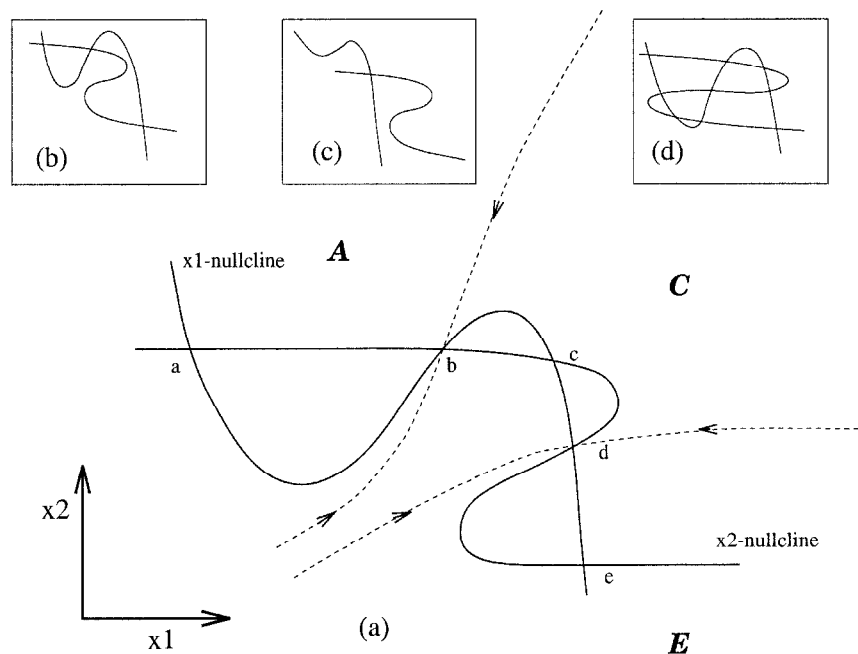 (b)
(c)
(d)
x1-nullcline
A
C
a
b
c
d
x2
x2-nullcline
e
x1
(a)
E